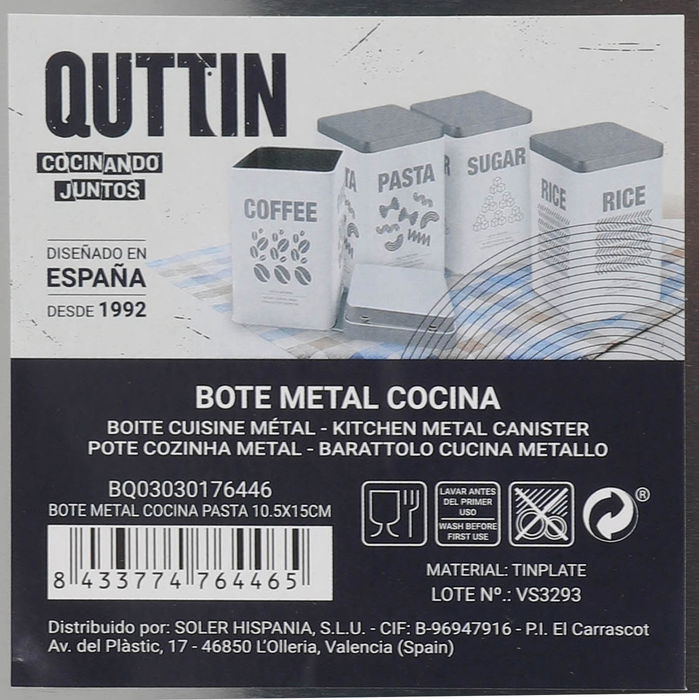 QUTTIN
COCINANDO
JUNTOS
DISEÑADO EN
ESPAÑA
DESDE 1992
COFFEE
PASTA
SUGAR
RICE
RICE
BOTE METAL COCINA
BOITE CUISINE MÉTAL - KITCHEN METAL CANISTER
POTE COZINHA METAL - BARATTOLO CUCINA METALLO
BQ03030176446
BOTE METAL COCINA PASTA 10.5X15CM
8 433774 764465
LAVAR ANTES
DEL PRIMER
USO
WASH BEFORE
FIRST USE
®
MATERIAL: TINPLATE
LOTE Nº.: VS3293
Distribuido por: SOLER HISPANIA, S.L.U. - CIF: B-96947916 - P.I. El Carrascot
Av. del Plàstic, 17 - 46850 L'Olleria, Valencia (Spain)